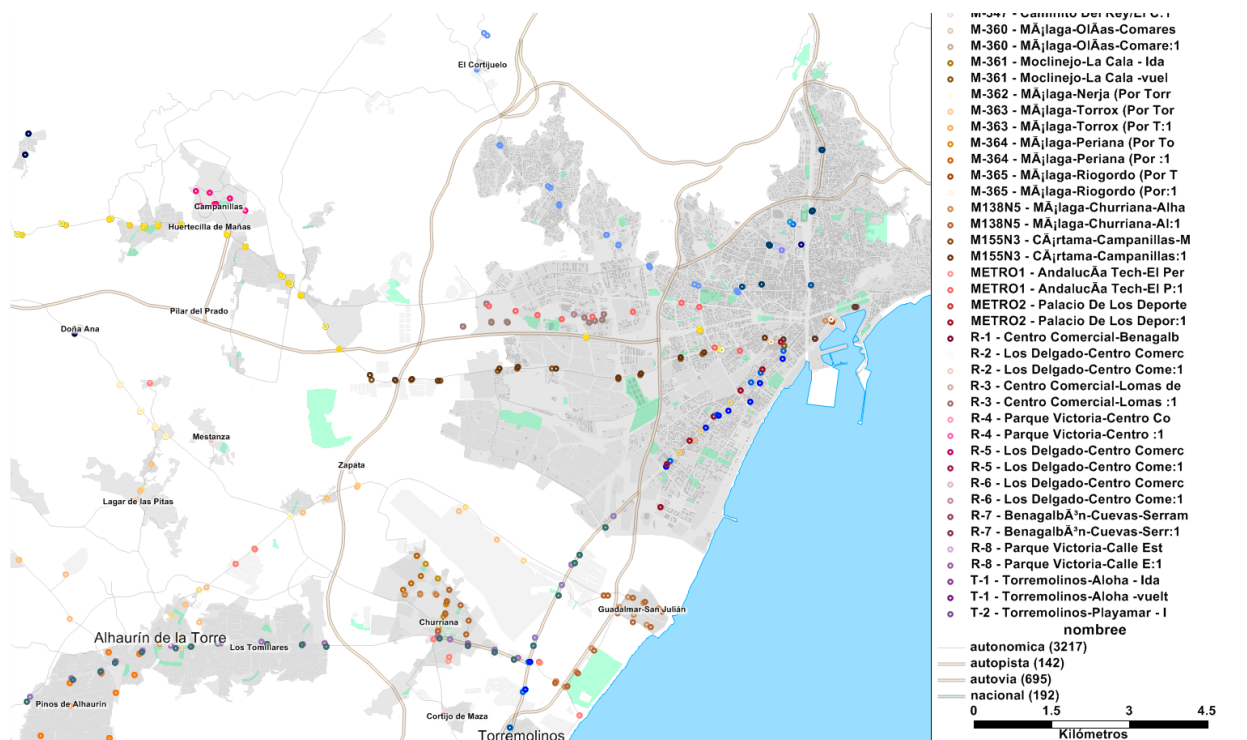 El Cortijuelo
Campanillas
Huertecilla de Mañas
Pilar del Prado
Doña Ana
Mestanza
Zapata
Lagar de las Pitas
Guadalmar-San Julián
Churriana
Alhaurín de la Torre
Los Tomillares
Pinos de Alhaurín
Cortijo de Maza
Torremolinos
M-347 - Caminito Del Rey/El C:1
M-360 - MÃ¡laga-OlÃ­as-Comares
M-360 - MÃ¡laga-OlÃ­as-Comare:1
M-361 - Moclinejo-La Cala - Ida
M-361 - Moclinejo-La Cala -vuel
M-362 - MÃ¡laga-Nerja (Por Torr
M-363 - MÃ¡laga-Torrox (Por Tor
M-363 - MÃ¡laga-Torrox (Por T:1
M-364 - MÃ¡laga-Periana (Por To
M-364 - MÃ¡laga-Periana (Por :1
M-365 - MÃ¡laga-Riogordo (Por T
M-365 - MÃ¡laga-Riogordo (Por:1
M138N5 - MÃ¡laga-Churriana-Alha
M138N5 - MÃ¡laga-Churriana-Al:1
M155N3 - CÃ¡rtama-Campanillas-M
M155N3 - CÃ¡rtama-Campanillas:1
METRO1 - AndalucÃ­a Tech-El Per
METRO1 - AndalucÃ­a Tech-El P:1
METRO2 - Palacio De Los Deporte
METRO2 - Palacio De Los Depor:1
R-1 - Centro Comercial-Benagalb
R-2 - Los Delgado-Centro Comerc
R-2 - Los Delgado-Centro Come:1
R-3 - Centro Comercial-Lomas de
R-3 - Centro Comercial-Lomas :1
R-4 - Parque Victoria-Centro Co
R-4 - Parque Victoria-Centro :1
R-5 - Los Delgado-Centro Comerc
R-5 - Los Delgado-Centro Come:1
R-6 - Los Delgado-Centro Comerc
R-6 - Los Delgado-Centro Come:1
R-7 - BenagalbÃ³n-Cuevas-Serram
R-7 - BenagalbÃ³n-Cuevas-Serr:1
R-8 - Parque Victoria-Calle Est
R-8 - Parque Victoria-Calle E:1
T-1 - Torremolinos-Aloha - Ida
T-1 - Torremolinos-Aloha -vuelt
T-2 - Torremolinos-Playamar - I
nombree
autonomica (3217)
autopista (142)
autovia (695)
nacional (192)
0 1.5 3 4.5
Kilómetros